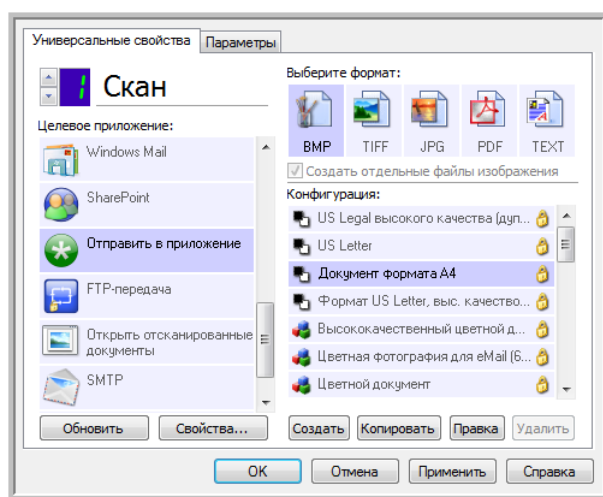 Универсальные свойства
Параметры
1 Скан
Целевое приложение:
Windows Mail
SharePoint
Отправить в приложение
FTP-передача
Открыть отсканированные
документы
SMTP
Обновить
Свойства...
Выберите формат:
BMP
TIFF
JPG
PDF
TEXT
Создать отдельные файлы изображения
Конфигурация:
US Legal высокого качества (дуп...
US Letter
Документ формата A4
Формат US Letter, выс. качество...
Высококачественный цветной д...
Цветная фотография для eMail (6...
Цветной документ
Создать
Копировать
Правка
Удалить
OK
Отмена
Применить
Справка